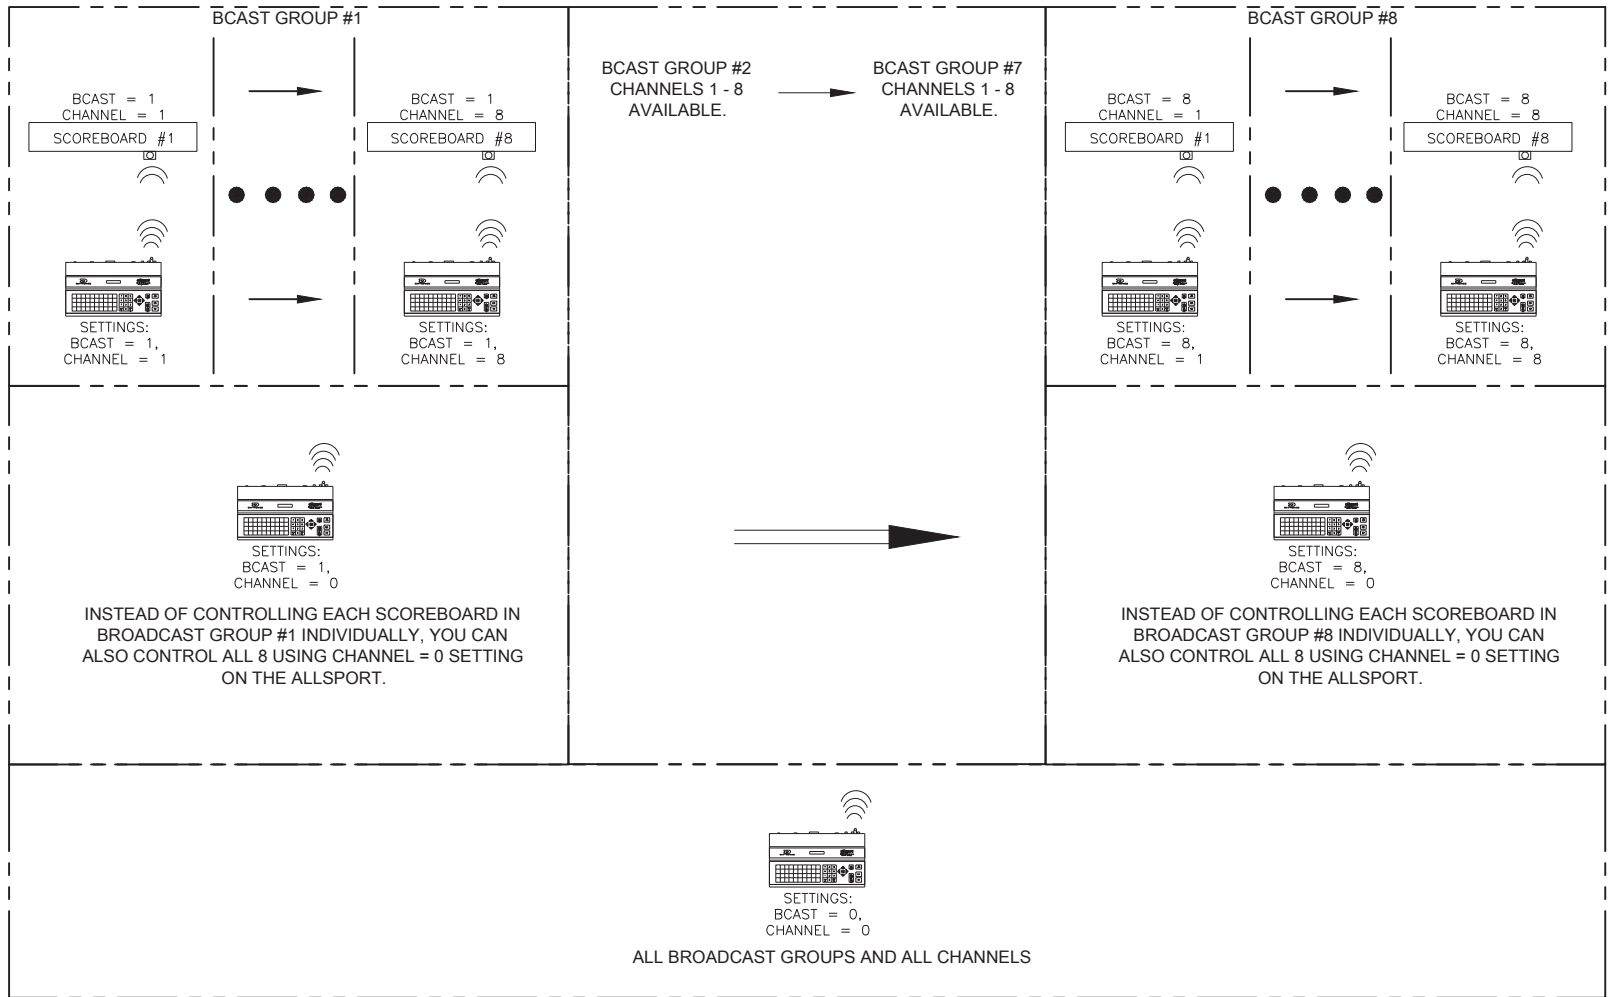 BCAST GROUP #1
BCAST = 1
CHANNEL = 1
SCOREBOARD #1
SETTINGS:
BCAST = 1,
CHANNEL = 1
BCAST = 1
CHANNEL = 8
SCOREBOARD #8
SETTINGS:
BCAST = 1,
CHANNEL = 8
BCAST GROUP #2
CHANNELS 1 - 8
AVAILABLE.
BCAST GROUP #7
CHANNELS 1 - 8
AVAILABLE.
BCAST GROUP #8
BCAST = 8
CHANNEL = 1
SCOREBOARD #1
SETTINGS:
BCAST = 8,
CHANNEL = 1
BCAST = 8
CHANNEL = 8
SCOREBOARD #8
SETTINGS:
BCAST = 8,
CHANNEL = 8
SETTINGS:
BCAST = 1,
CHANNEL = 0
INSTEAD OF CONTROLLING EACH SCOREBOARD IN
BROADCAST GROUP #1 INDIVIDUALLY, YOU CAN
ALSO CONTROL ALL 8 USING CHANNEL = 0 SETTING
ON THE ALLSPORT.
SETTINGS:
BCAST = 8,
CHANNEL = 0
INSTEAD OF CONTROLLING EACH SCOREBOARD IN
BROADCAST GROUP #8 INDIVIDUALLY, YOU CAN
ALSO CONTROL ALL 8 USING CHANNEL = 0 SETTING
ON THE ALLSPORT.
SETTINGS:
BCAST = 0,
CHANNEL = 0
ALL BROADCAST GROUPS AND ALL CHANNELS